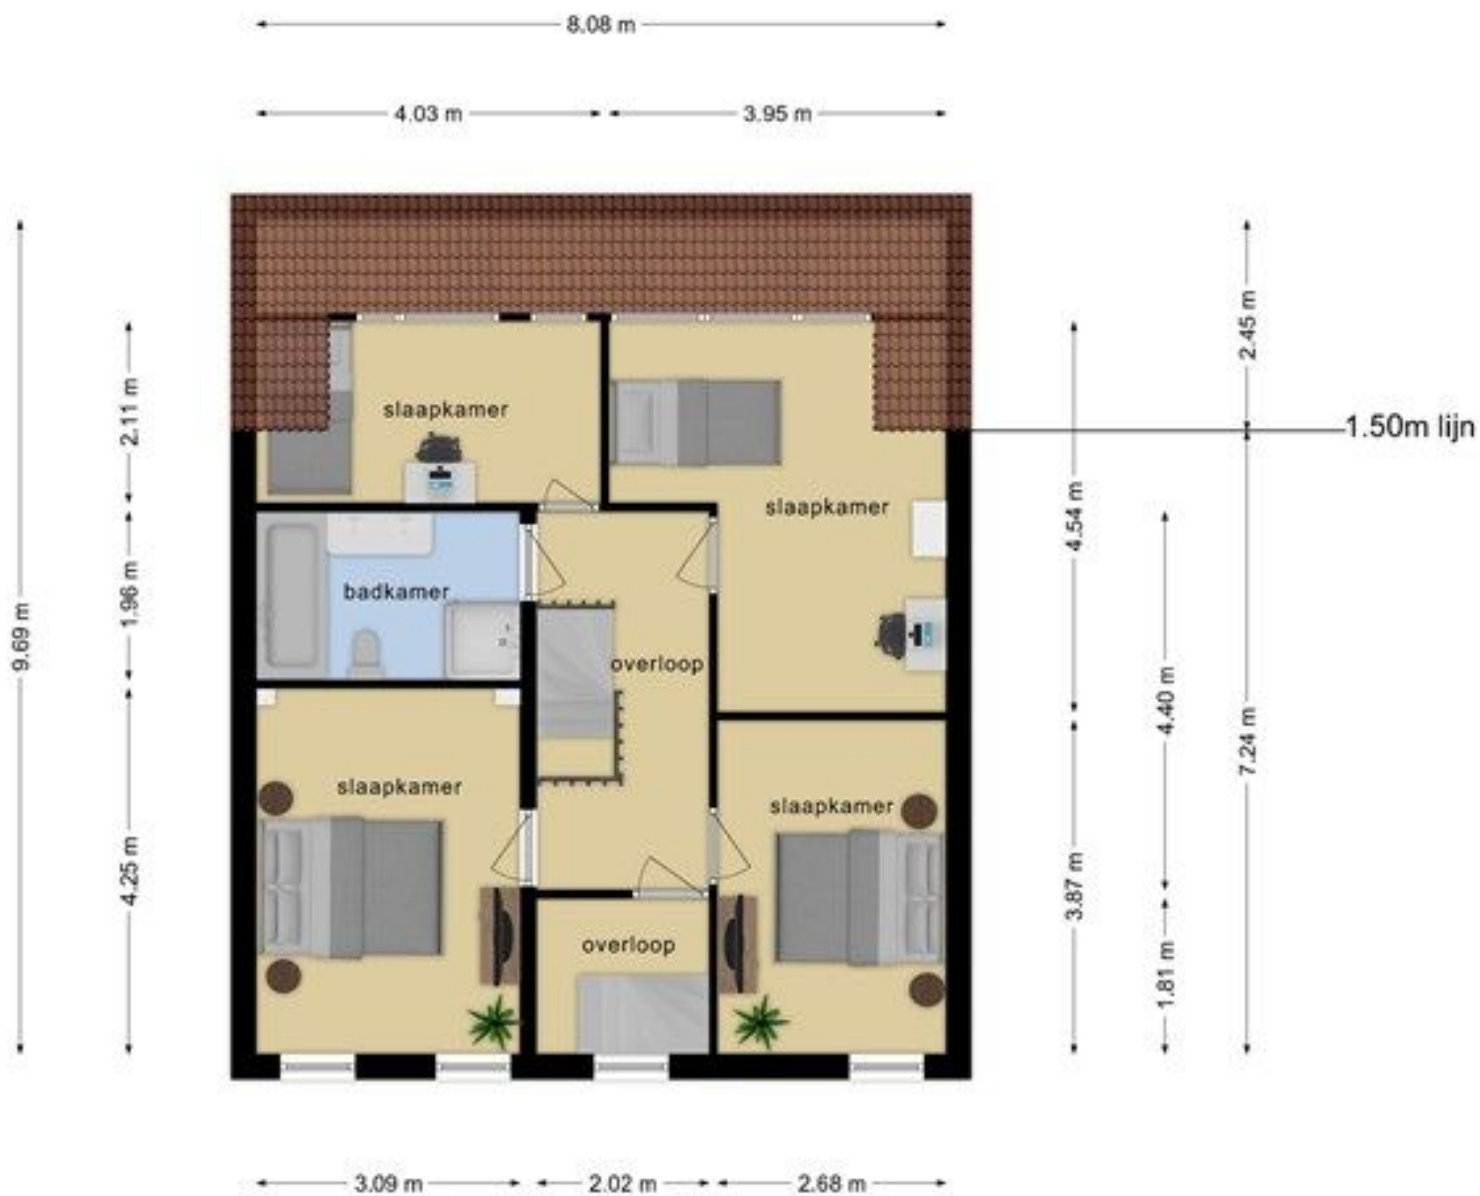 8.08 m
4.03 m
3.95 m
2.45 m
1.50m lijn
2.11 m
slaapkamer
slaapkamer
4.54 m
badkamer
1.96 m
9.69 m
overloop
4.40 m
7.24 m
slaapkamer
slaapkamer
4.25 m
3.87 m
overloop
1.81 m
3.09 m
2.02 m
2.68 m